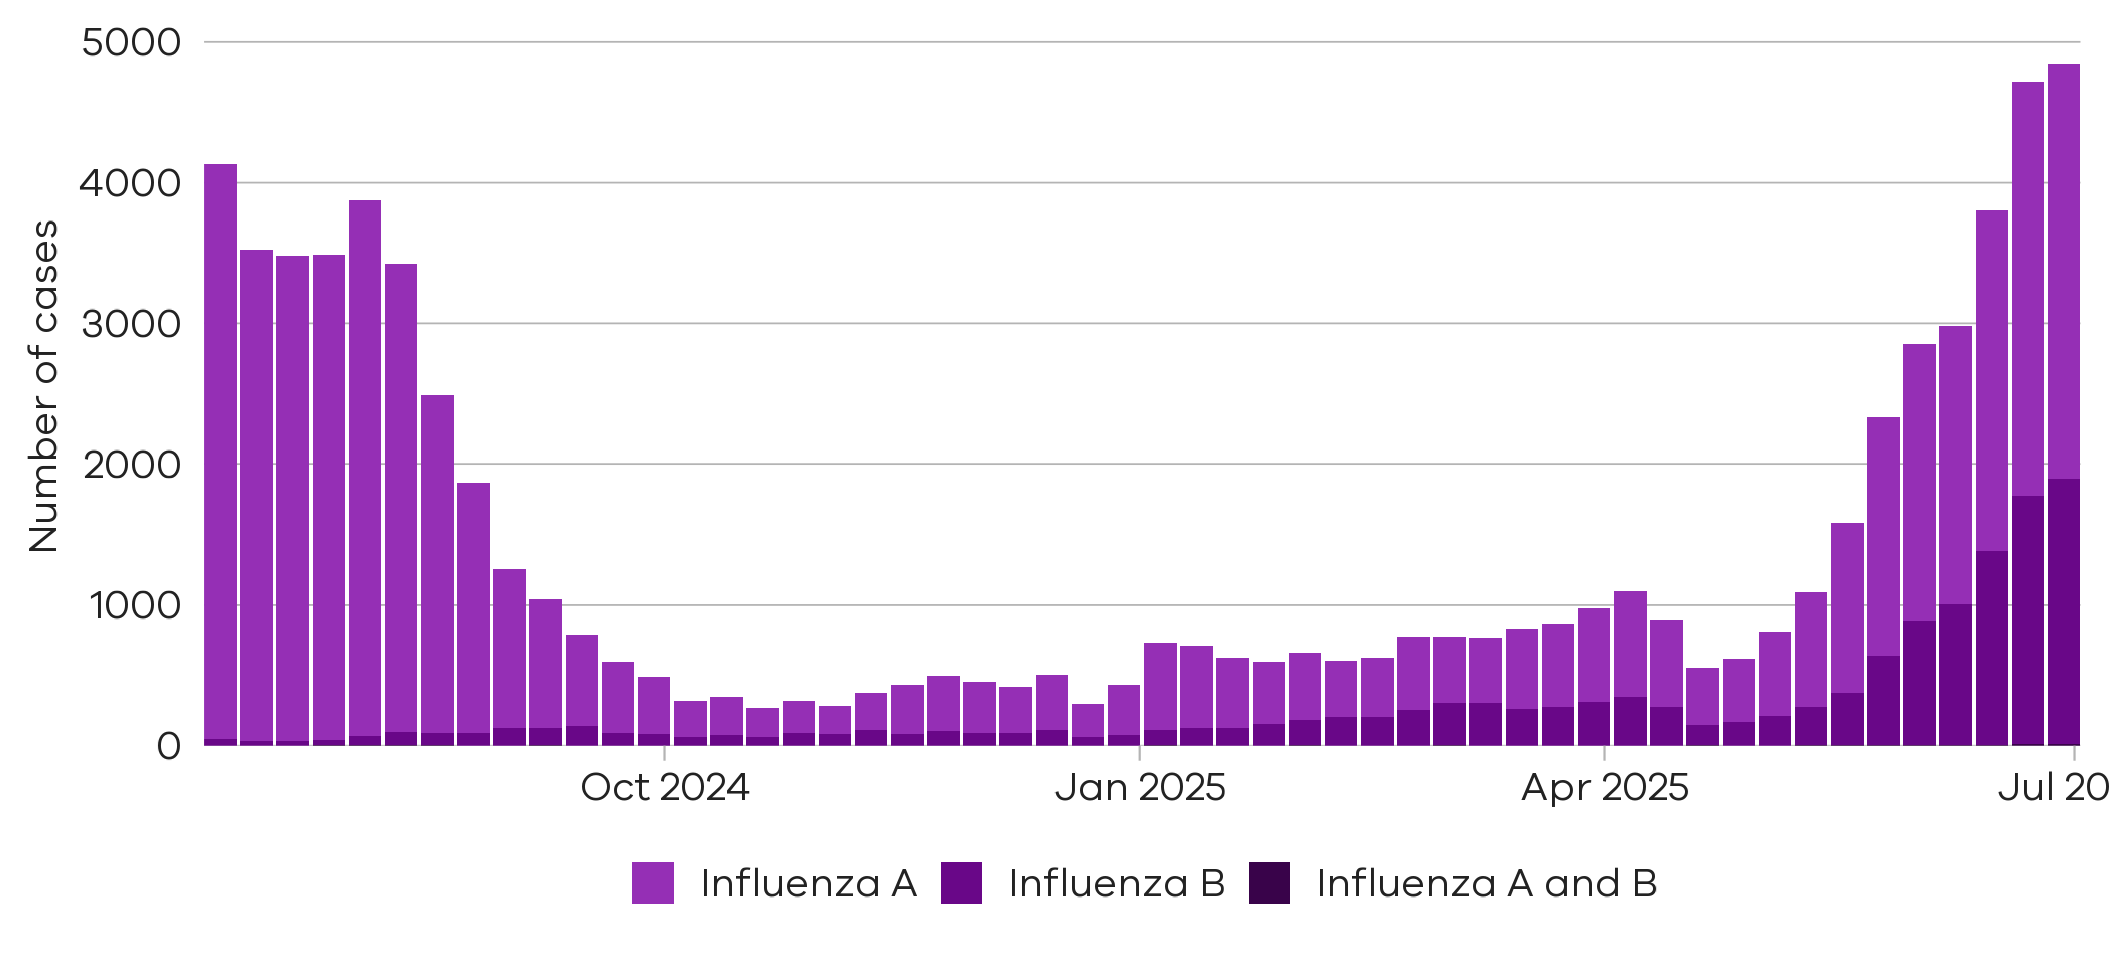 5000
4000
3000
2000
1000
0
Number of cases
Oct 2024 Jan 2025 Apr 2025 Jul 20
Influenza A Influenza B Influenza A and B